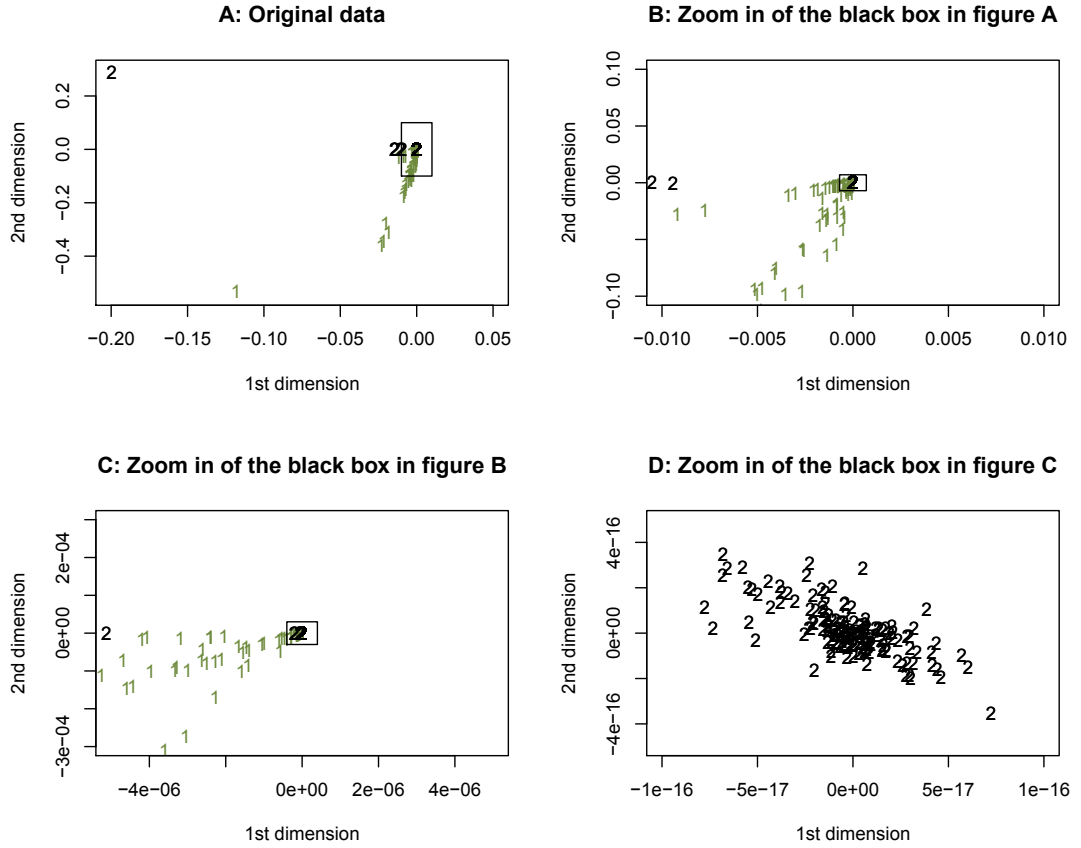 A: Original data
2nd dimension
0.2
0.0
−0.2
−0.4
−0.20
−0.15
−0.10
−0.05
0.00
0.05
1st dimension
B: Zoom in of the black box in figure A
2nd dimension
0.10
0.05
0.00
−0.10
−0.010
−0.005
0.000
0.005
0.010
1st dimension
C: Zoom in of the black box in figure B
2nd dimension
2e−04
0e+00
−3e−04
−4e−06
0e+00
2e−06
4e−06
1st dimension
D: Zoom in of the black box in figure C
2nd dimension
4e−16
0e+00
−4e−16
−1e−16
−5e−17
0e+00
5e−17
1e−16
1st dimension